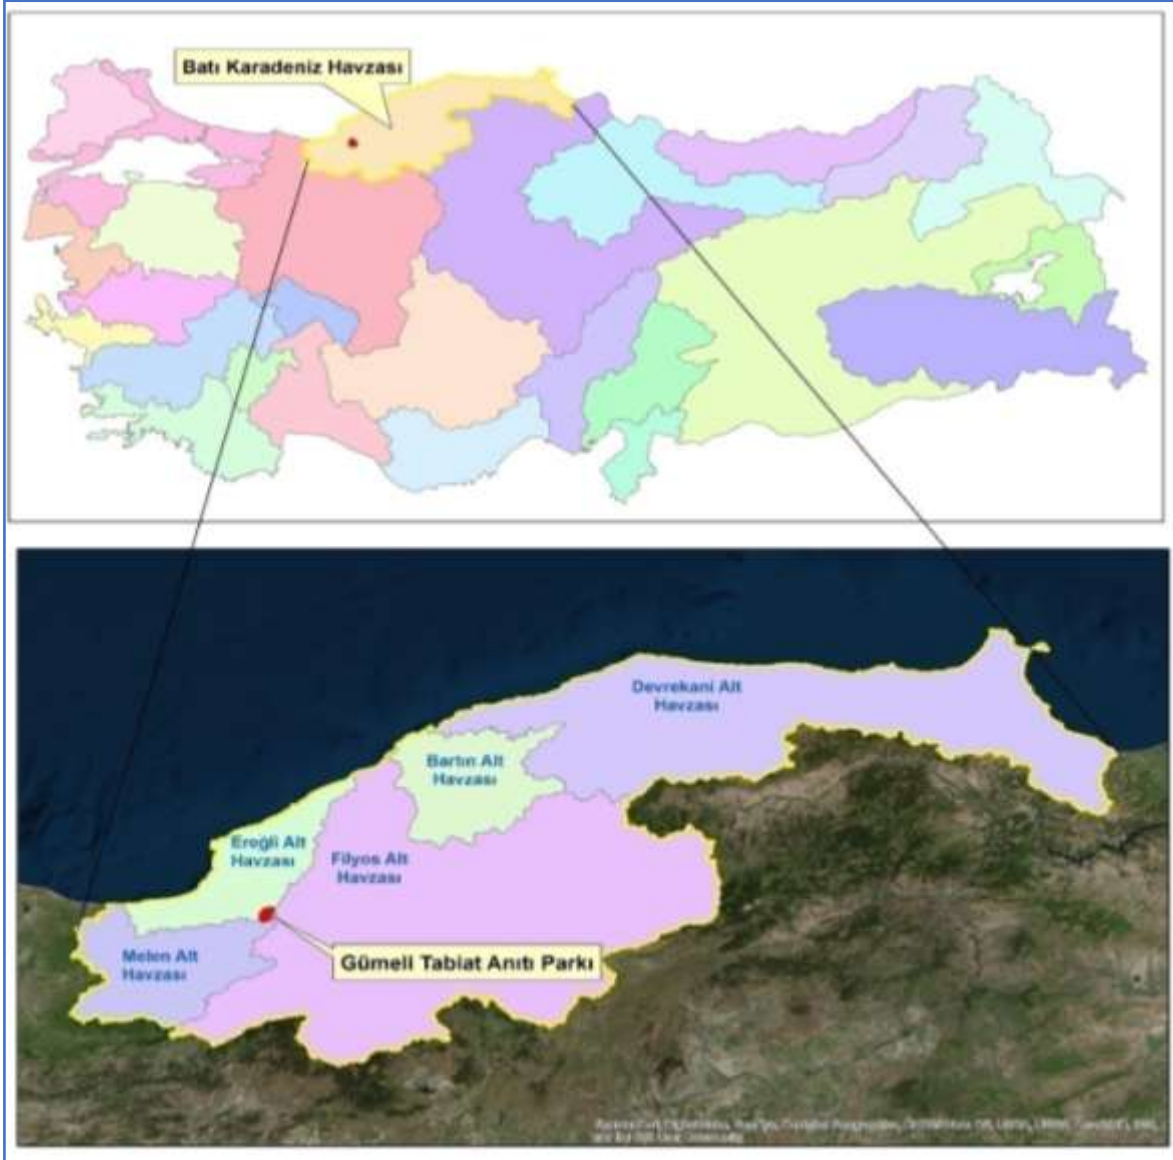 Batı Karadeniz Havzası
Devrekani Alt
Havzası
Bartın Alt
Havzası
Eroğli Alt
Havzası
Filyos Alt
Havzası
Melen Alt
Havzası
Gümeli Tabiat Anıtı Parkı